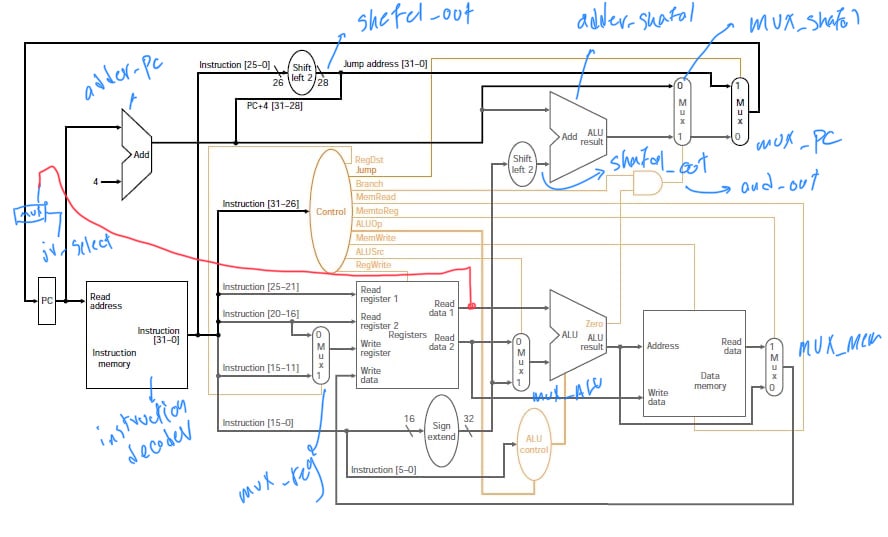 shefel_out
adder_shafal
mux_shafal
adder_pc
Instruction [25-0]
Shift
left 2
Jump address [31-0]
26
28
PC+4 [31-28]
Add
4
0
M
u
x
1
1
M
u
x
0
Add
ALU
result
Shift
left 2
mux_PC
shafal_out
and_out
RegDst
Jump
Branch
MemRead
MemtoReg
ALUOp
MemWrite
ALUSrc
RegWrite
Control
Instruction [31-26]
mux
jr_select
PC
Read
address
Instruction
[31-0]
Instruction
memory
Instruction [25-21]
Instruction [20-16]
Instruction [15-11]
Instruction [15-0]
Instruction [5-0]
0
M
u
x
1
Read
register 1
Read
register 2
Write
register
Write
data
Registers
Read
data 1
Read
data 2
0
M
u
x
1
Zero
ALU
ALU
result
Address
Write
data
Read
data
Data
memory
1
M
u
x
0
MUX_mem
mux_ALU
16
Sign
extend
32
ALU
control
instruction
decoder
mux_reg